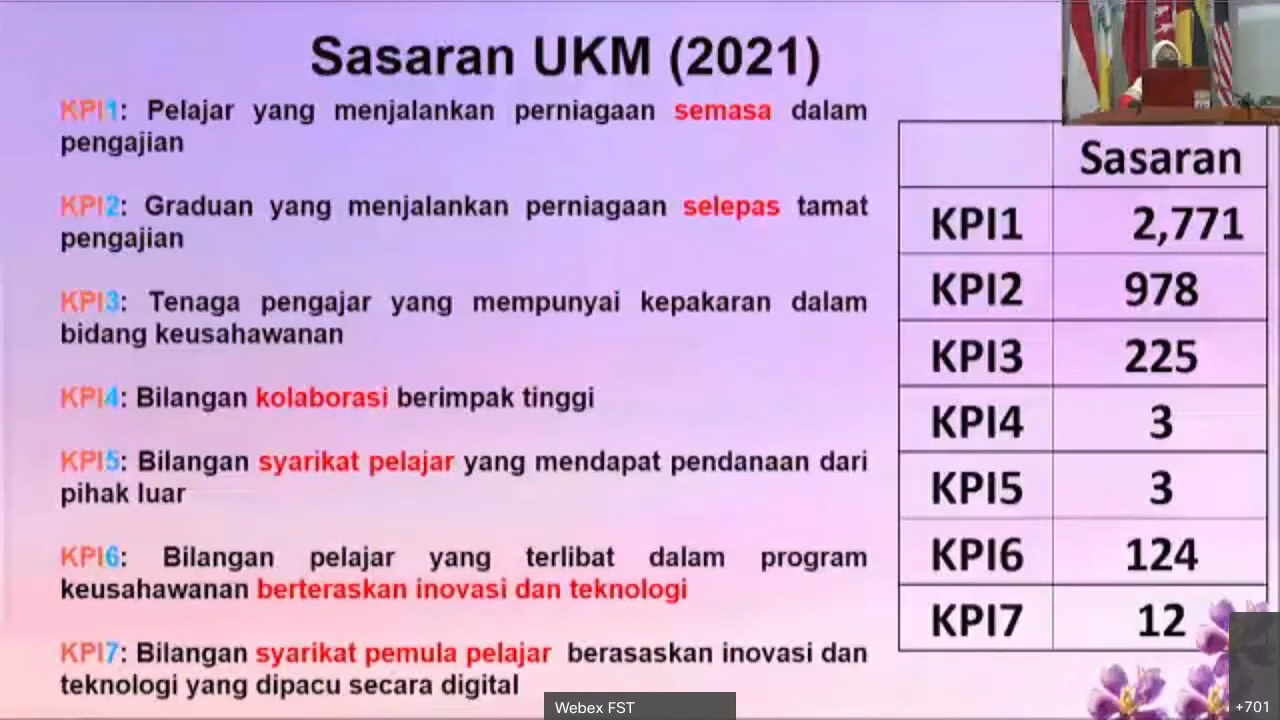 Sasaran UKM (2021)
KPI1: Pelajar yang menjalankan perniagaan semasa dalam
pengajian
KPI2: Graduan yang menjalankan perniagaan selepas tamat
pengajian
KPI3: Tenaga pengajar yang mempunyai kepakaran dalam
bidang keusahawanan
KPI4: Bilangan kolaborasi berimpak tinggi
KPI5: Bilangan syarikat pelajar yang mendapat pendanaan dari
pihak luar
KPI6: Bilangan pelajar yang terlibat dalam program
keusahawanan berteraskan inovasi dan teknologi
KPI7: Bilangan syarikat pemula pelajar berasaskan inovasi dan
teknologi yang dipacu secara digital
Sasaran
KPI1 2,771
KPI2 978
KPI3 225
KPI4 3
KPI5 3
KPI6 124
KPI7 12
Webex FST
+701